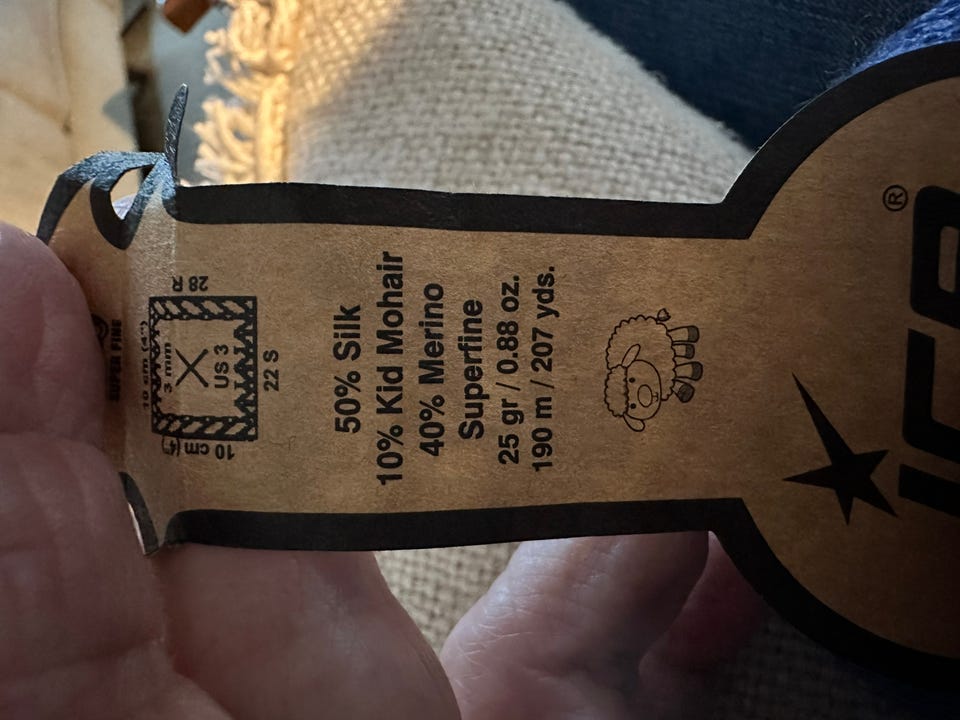 SUPER FINE
10 cm (4")
3 mm
US 3
22 S
28 R
10 cm (4")
50% Silk
10% Kid Mohair
40% Merino
Superfine
25 gr / 0.88 oz.
190 m / 207 yds.
®